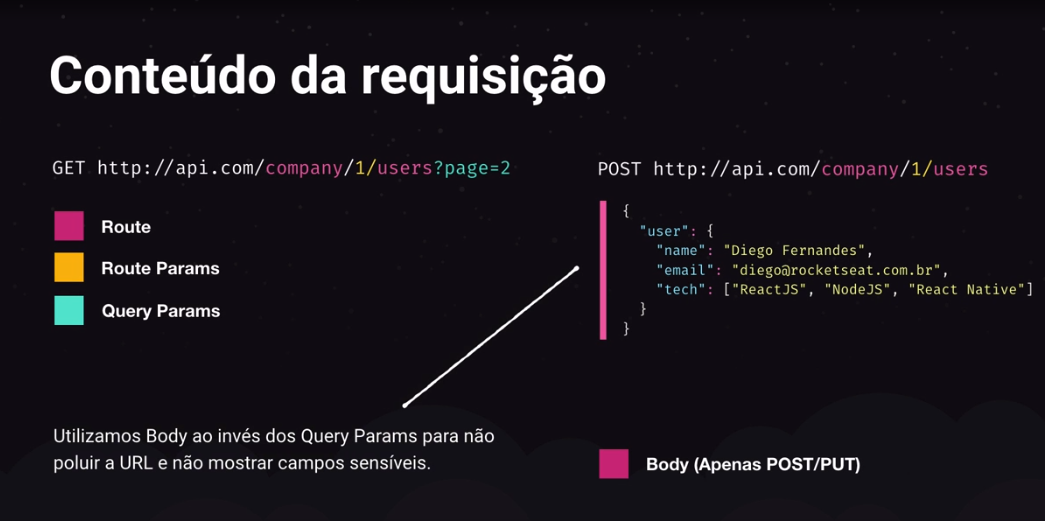 Conteúdo da requisição
GET http://api.com/company/1/users?page=2
Route
Route Params
Query Params
Utilizamos Body ao invés dos Query Params para não
poluir a URL e não mostrar campos sensíveis.
POST http://api.com/company/1/users
{
"user": {
"name": "Diego Fernandes",
"email": "diego@rocketseat.com.br",
"tech": ["ReactJS", "NodeJS", "React Native"]
}
}
Body (Apenas POST/PUT)